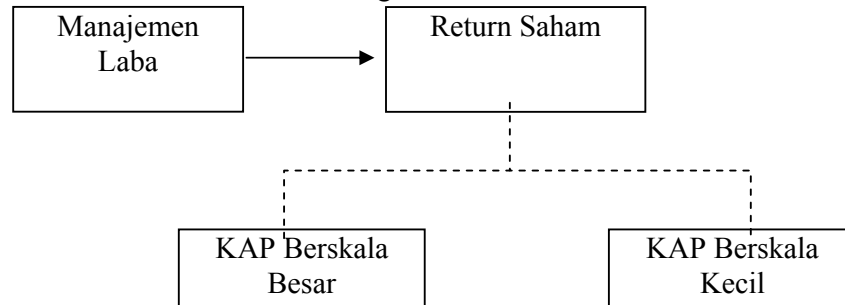 Manajemen
Laba
Return Saham
KAP Berskala
Besar
KAP Berskala
Kecil